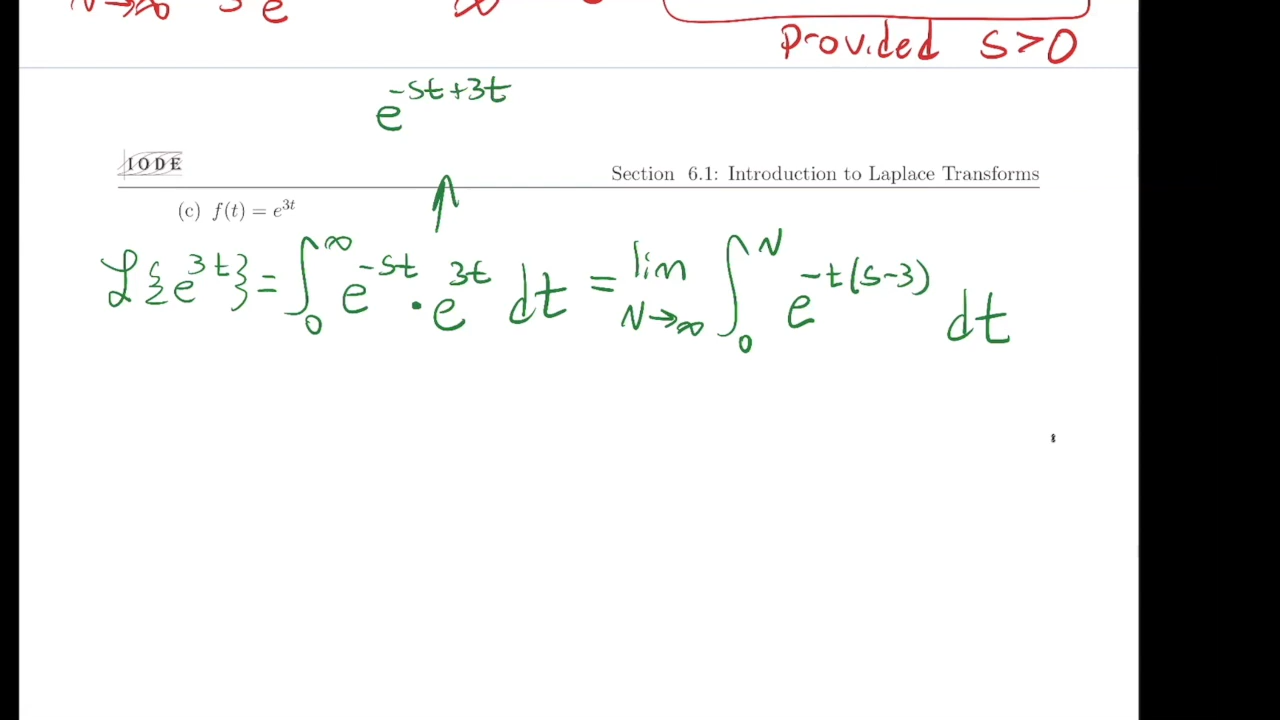 N→∞ s e ∞
Provided s>0
e^{-st+3t}
IODE
Section 6.1: Introduction to Laplace Transforms
(c) f(t) = e^{3t}
ℒ{e^{3t}} = ∫_0^∞ e^{-st} · e^{3t} dt = lim_{N→∞} ∫_0^N e^{-t(s-3)} dt